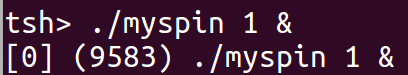 tsh> ./myspin 1 &
[0] (9583) ./myspin 1 &